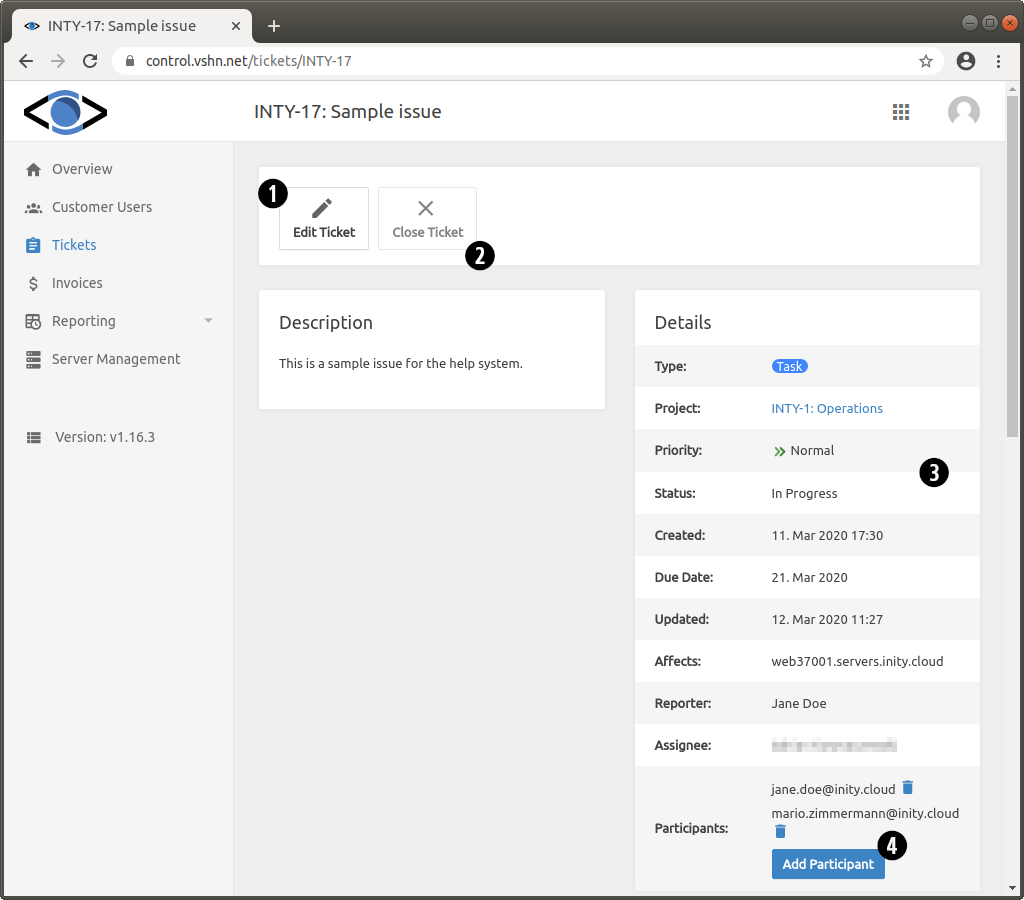 INTY-17: Sample issue
control.vshn.net/tickets/INTY-17
INTY-17: Sample issue
Overview
Customer Users
Tickets
Invoices
Reporting
Server Management
Version: v1.16.3
1
Edit Ticket
Close Ticket
2
Description
This is a sample issue for the help system.
Details
Type: Task
Project: INTY-1: Operations
Priority: Normal
3
Status: In Progress
Created: 11. Mar 2020 17:30
Due Date: 21. Mar 2020
Updated: 12. Mar 2020 11:27
Affects: web37001.servers.inity.cloud
Reporter: Jane Doe
Assignee:
Participants:
jane.doe@inity.cloud
mario.zimmermann@inity.cloud
4
Add Participant